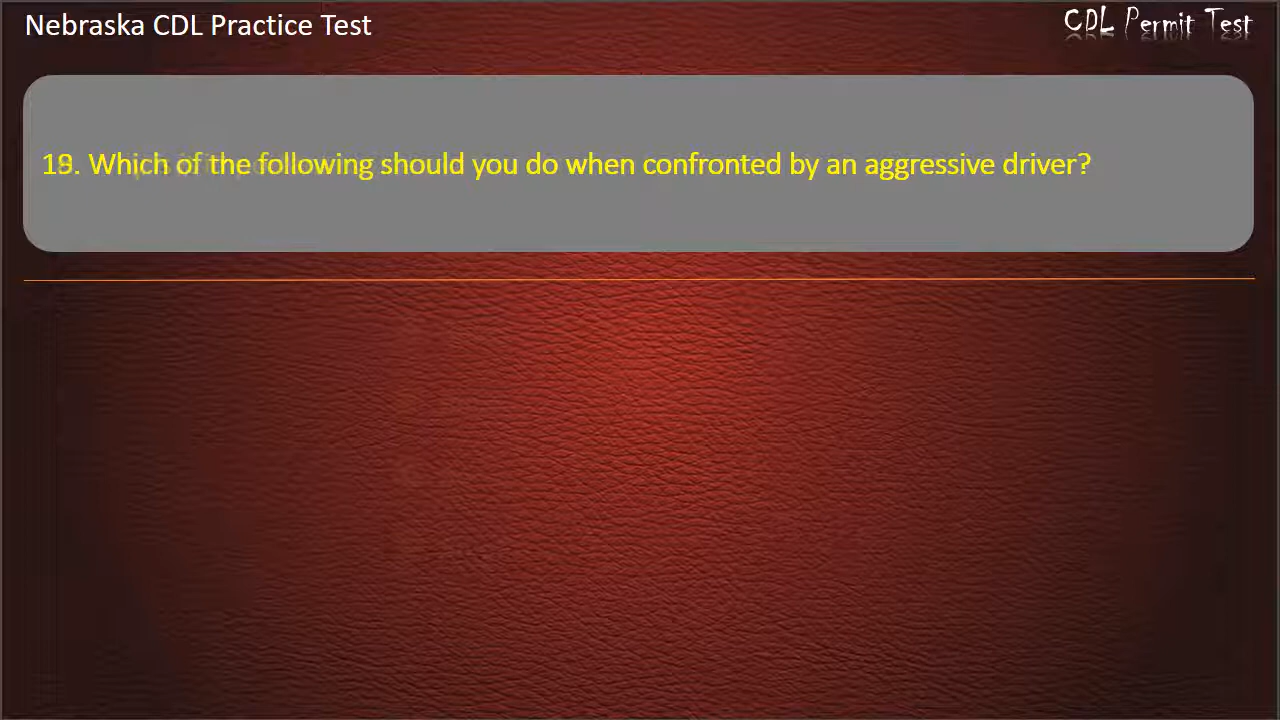 Nebraska CDL Practice Test
CDL Permit Test
19. Which of the following should you do when confronted by an aggressive driver?